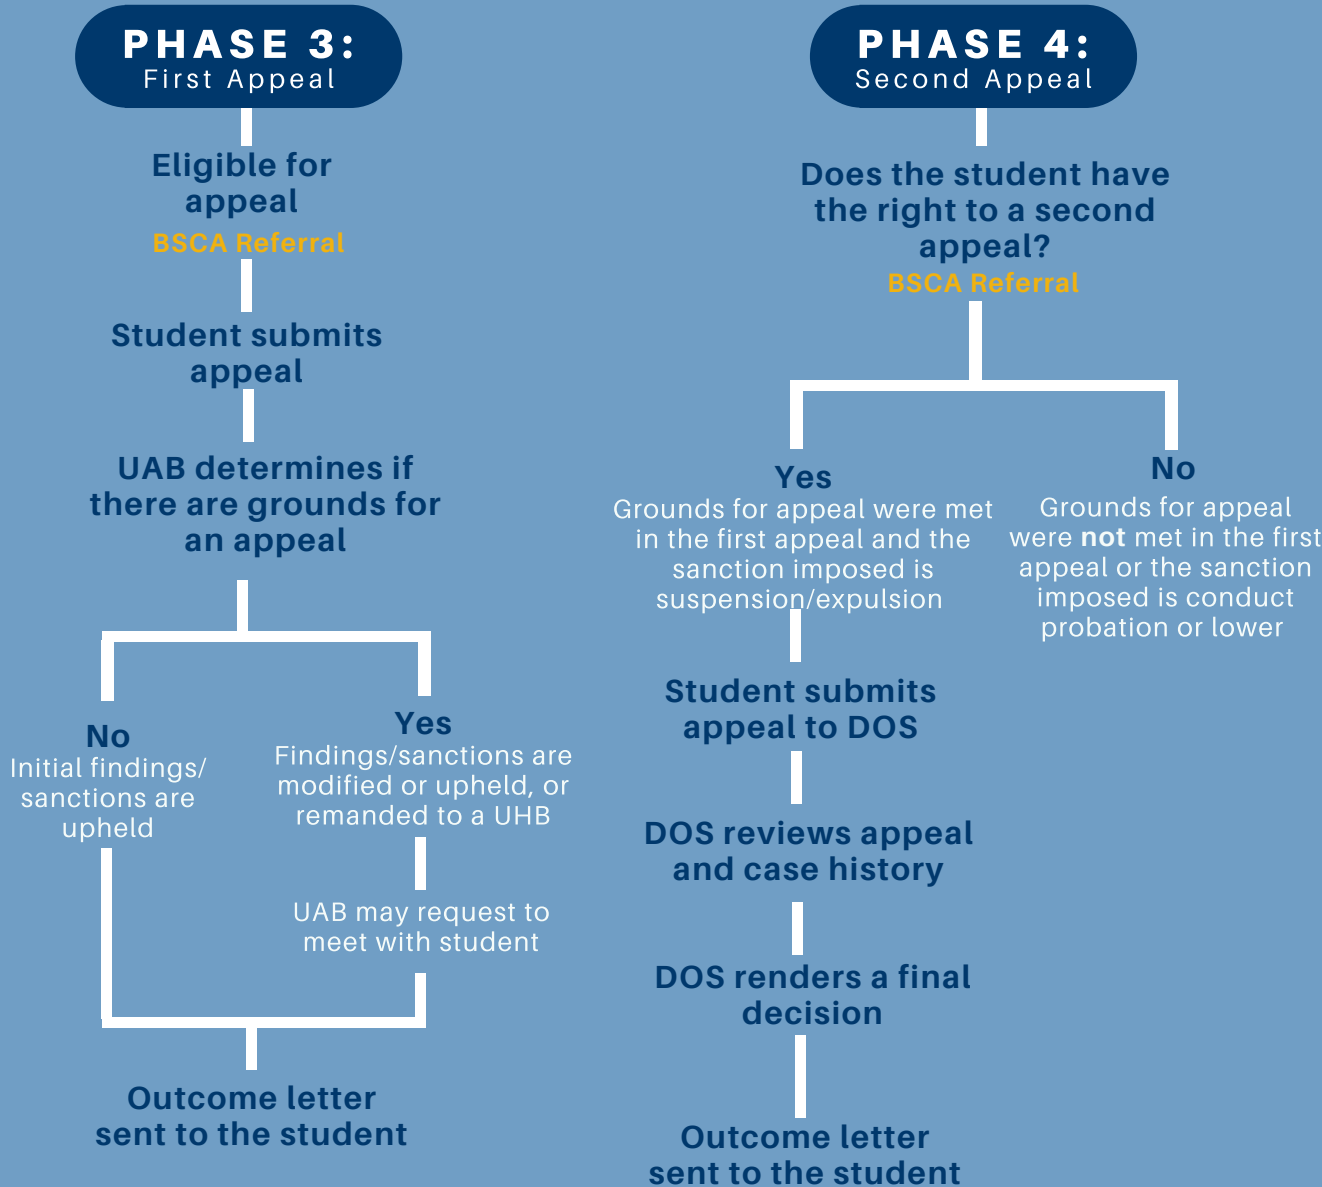 PHASE 3:
First Appeal
Eligible for
appeal
BSCA Referral
Student submits
appeal
UAB determines if
there are grounds for
an appeal
No
Initial findings/
sanctions are
upheld
Yes
Findings/sanctions are
modified or upheld, or
remanded to a UHB
UAB may request to
meet with student
Outcome letter
sent to the student
PHASE 4:
Second Appeal
Does the student have
the right to a second
appeal?
BSCA Referral
Yes
Grounds for appeal were met
in the first appeal and the
sanction imposed is
suspension/expulsion
No
Grounds for appeal
were not met in the first
appeal or the sanction
imposed is conduct
probation or lower
Student submits
appeal to DOS
DOS reviews appeal
and case history
DOS renders a final
decision
Outcome letter
sent to the student